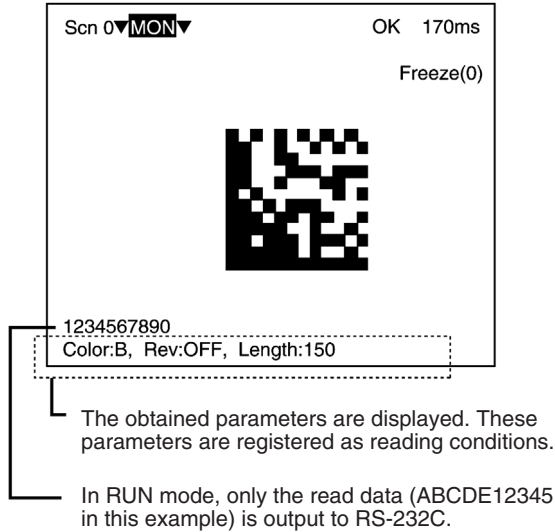 Scn 0▼MON▼ OK 170ms
Freeze(0)
1234567890
Color:B, Rev:OFF, Length:150
The obtained parameters are displayed. These
parameters are registered as reading conditions.
In RUN mode, only the read data (ABCDE12345
in this example) is output to RS-232C.